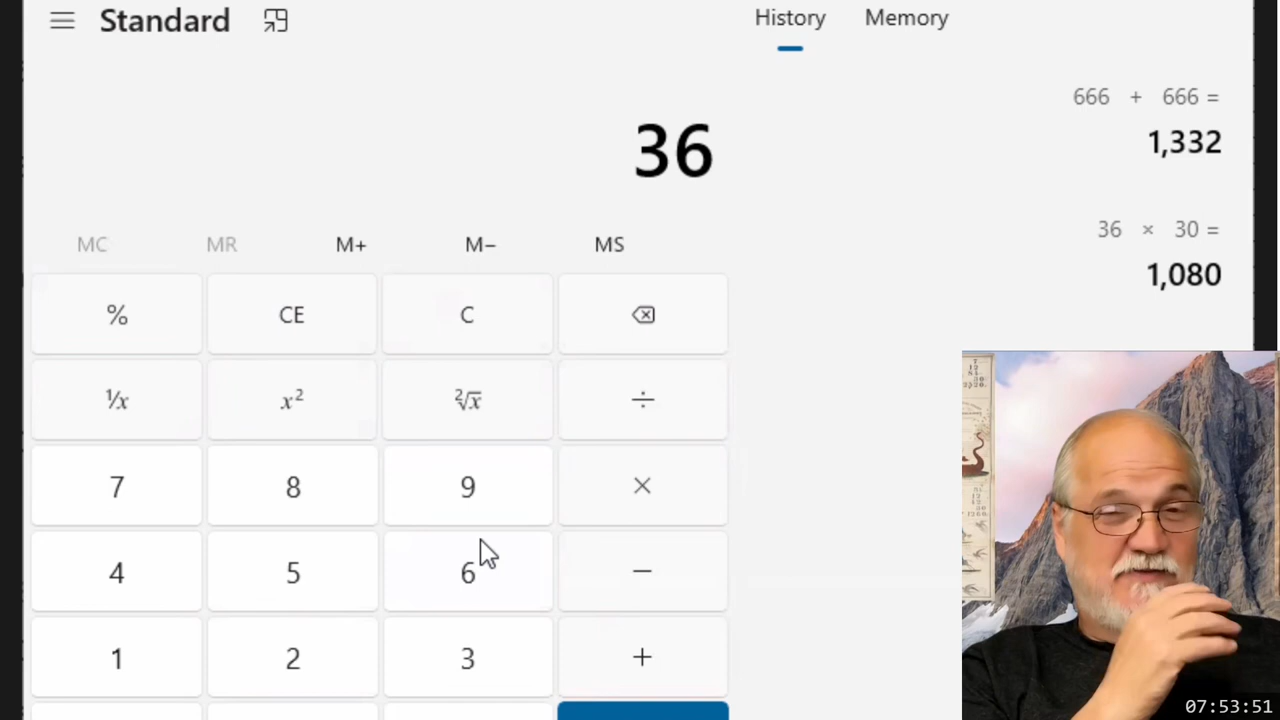 Standard
History Memory
666 + 666 =
1,332
36
36 × 30 =
1,080
MC MR M+ M− MS
% CE C
⅟x x² ²√x ÷
7 8 9 ×
4 5 6 −
1 2 3 +
07:53:51